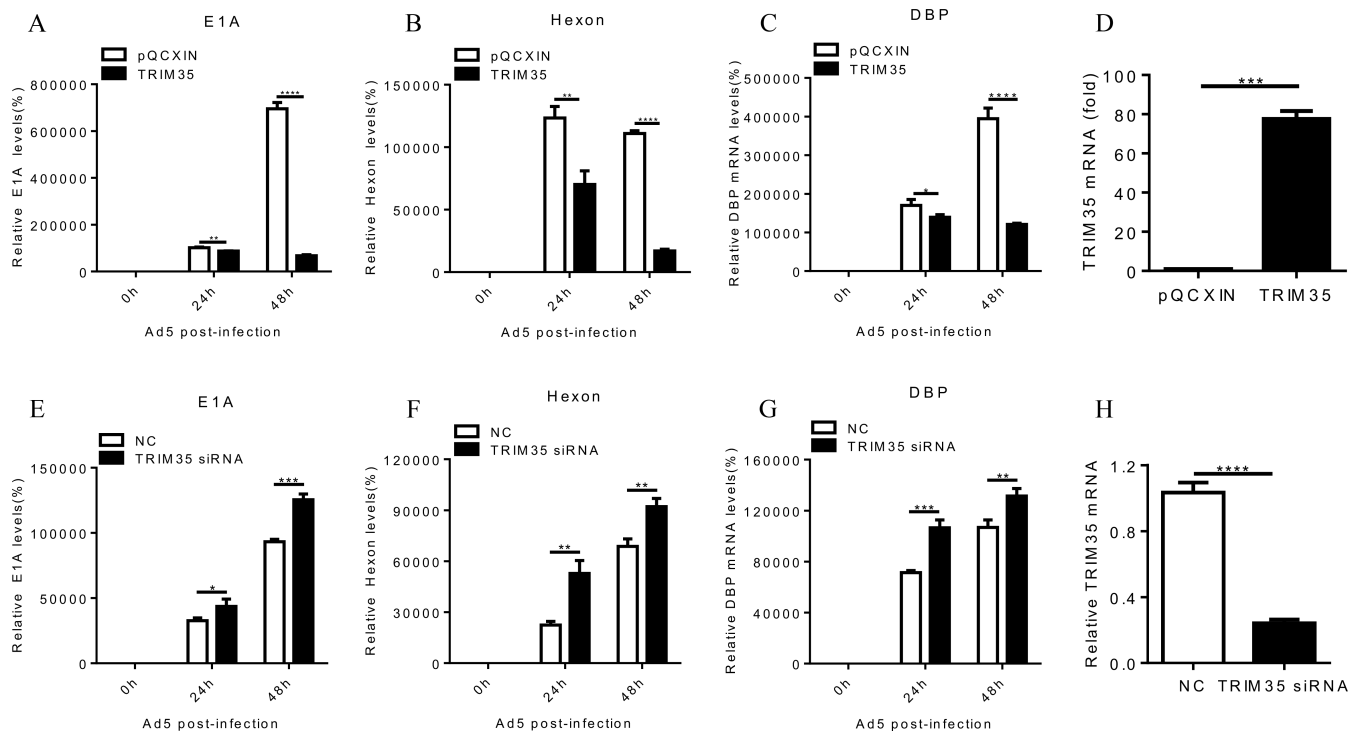 A
E1A
pQCXIN
TRIM35
Relative E1A levels(%)
800000
600000
400000
200000
0
**
****
0h
24h
48h
Ad5 post-infection
B
Hexon
pQCXIN
TRIM35
Relative Hexon levels(%)
150000
100000
50000
0
**
****
0h
24h
48h
Ad5 post-infection
C
DBP
pQCXIN
TRIM35
Relative DBP mRNA levels(%)
500000
400000
300000
200000
100000
0
*
****
0h
24h
48h
Ad5 post-infection
D
TRIM35 mRNA (fold)
100
80
60
40
20
0
***
pQCXIN
TRIM35
E
E1A
NC
TRIM35 siRNA
Relative E1A levels(%)
150000
100000
50000
0
*
***
0h
24h
48h
Ad5 post-infection
F
Hexon
NC
TRIM35 siRNA
Relative Hexon levels(%)
120000
90000
60000
30000
0
**
**
0h
24h
48h
Ad5 post-infection
G
DBP
NC
TRIM35 siRNA
Relative DBP mRNA levels(%)
160000
120000
80000
40000
0
***
**
0h
24h
48h
Ad5 post-infection
H
Relative TRIM35 mRNA
1.2
0.8
0.4
0.0
****
NC
TRIM35 siRNA